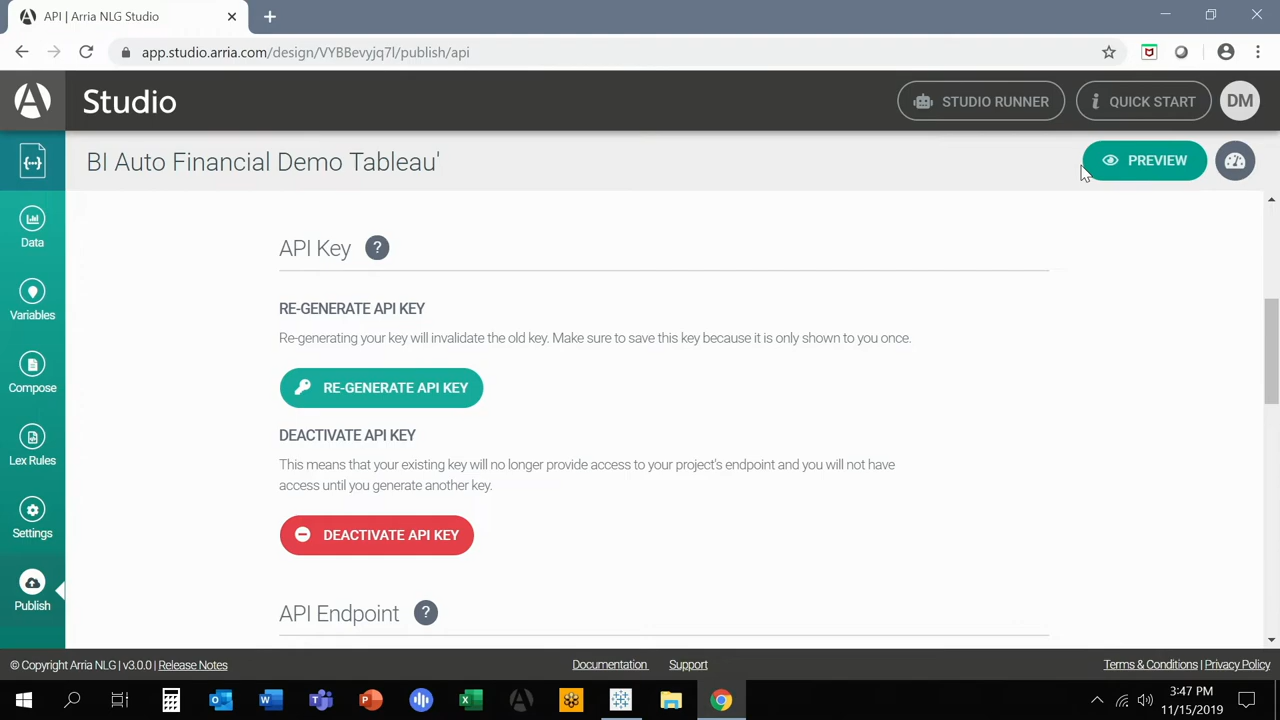 API | Arria NLG Studio
app.studio.arria.com/design/VYBBevyjq7l/publish/api
Studio
STUDIO RUNNER
QUICK START
DM
BI Auto Financial Demo Tableau'
PREVIEW
Data
Variables
Compose
Lex Rules
Settings
Publish
API Key ?
RE-GENERATE API KEY
Re-generating your key will invalidate the old key. Make sure to save this key because it is only shown to you once.
RE-GENERATE API KEY
DEACTIVATE API KEY
This means that your existing key will no longer provide access to your project's endpoint and you will not have
access until you generate another key.
DEACTIVATE API KEY
API Endpoint ?
© Copyright Arria NLG | v3.0.0 | Release Notes
Documentation
Support
Terms & Conditions | Privacy Policy
3:47 PM
11/15/2019